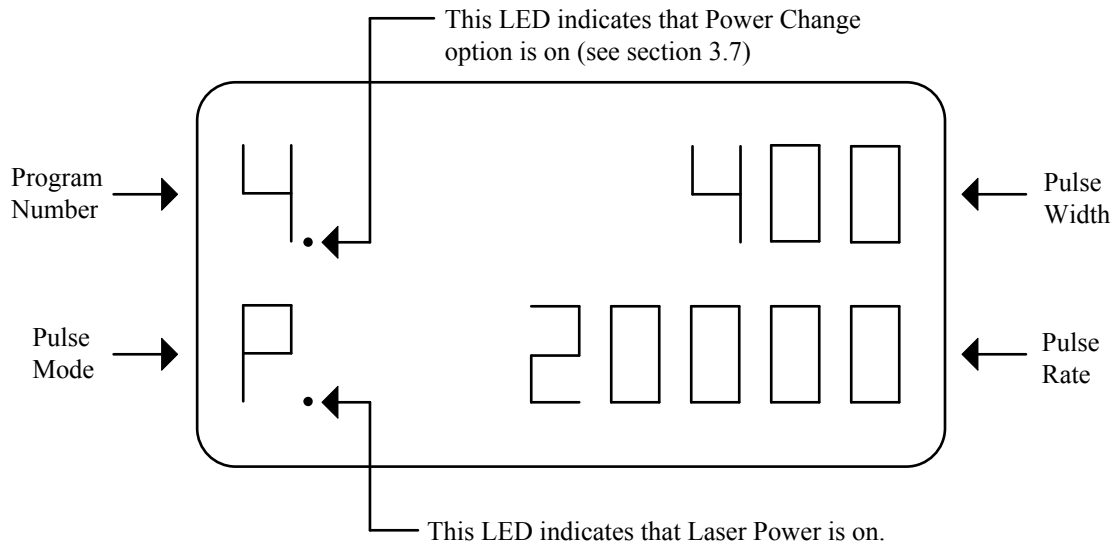 This LED indicates that Power Change
option is on (see section 3.7)
Program
Number
4.
400
Pulse
Width
Pulse
Mode
P.
20000
Pulse
Rate
This LED indicates that Laser Power is on.